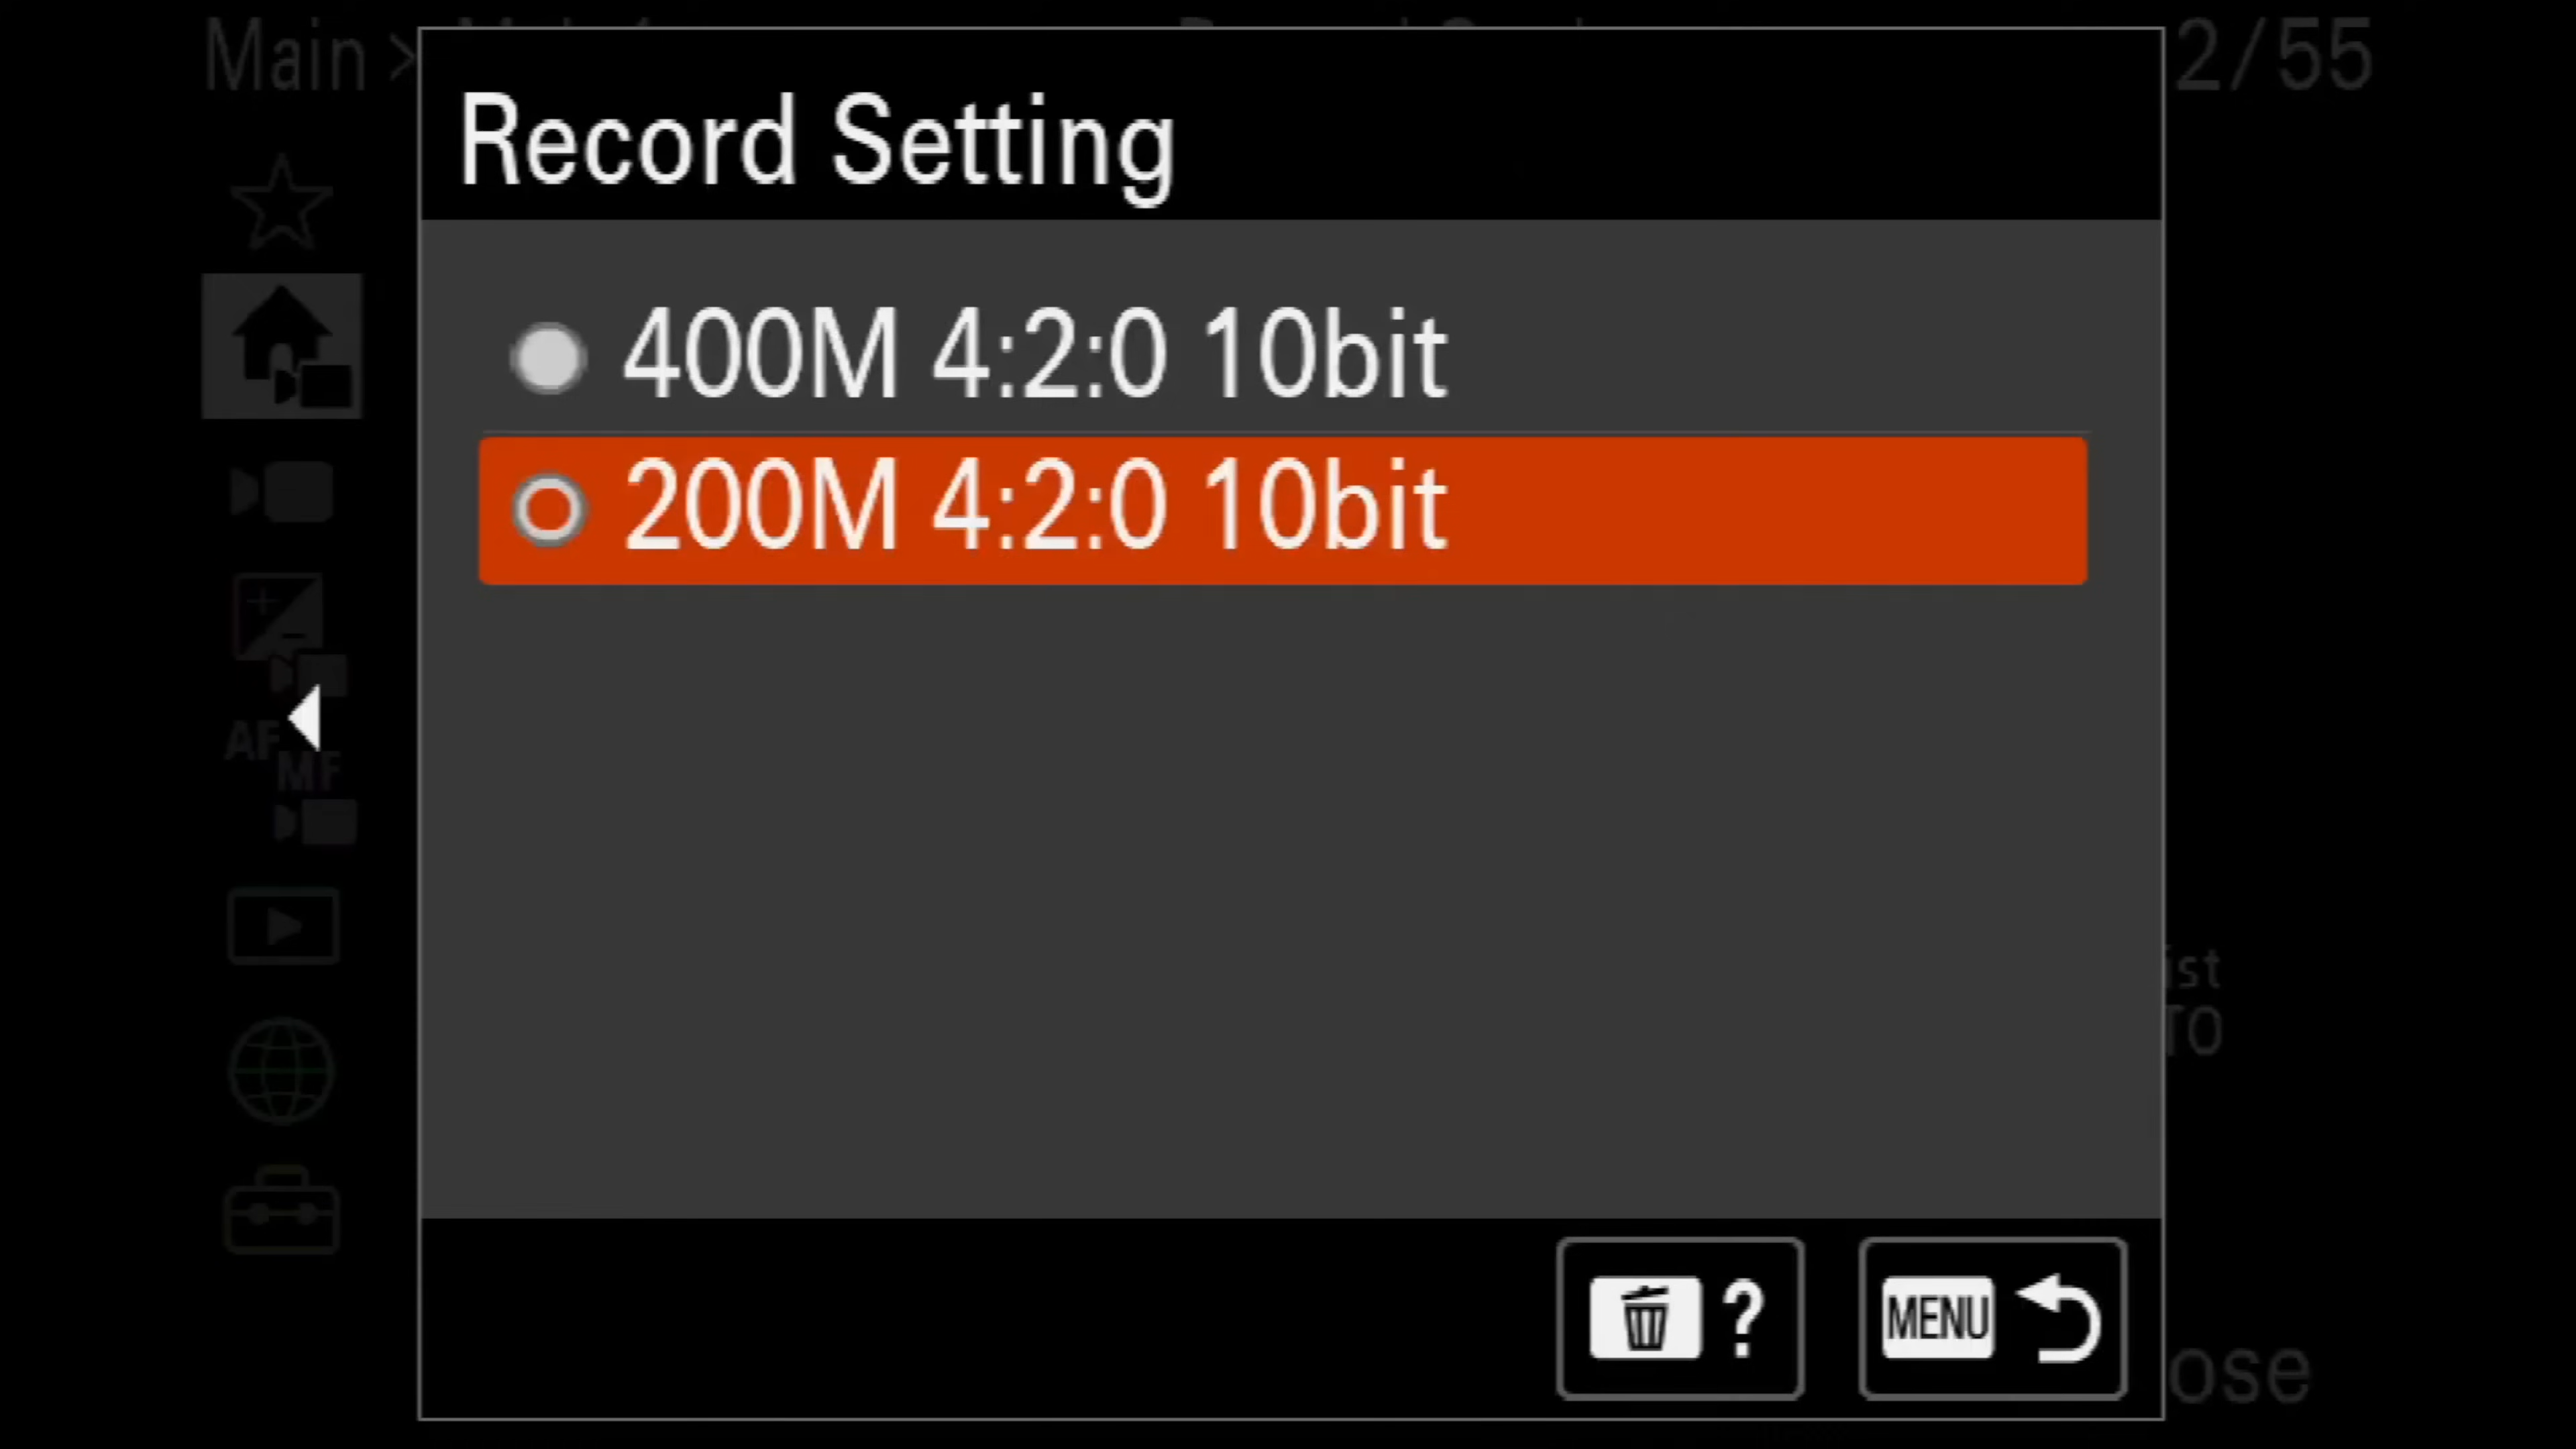 Main >
2/55
Record Setting
400M 4:2:0 10bit
200M 4:2:0 10bit
AF
MF
ist
TO
?
MENU
ose